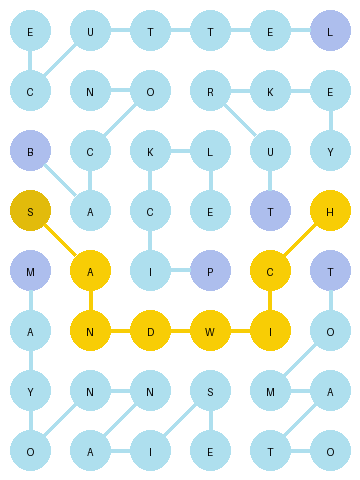 E U T T E L
C N O R K E
B C K L U Y
S A C E T H
M A I P C T
A N D W I O
Y N N S M A
O A I E T O